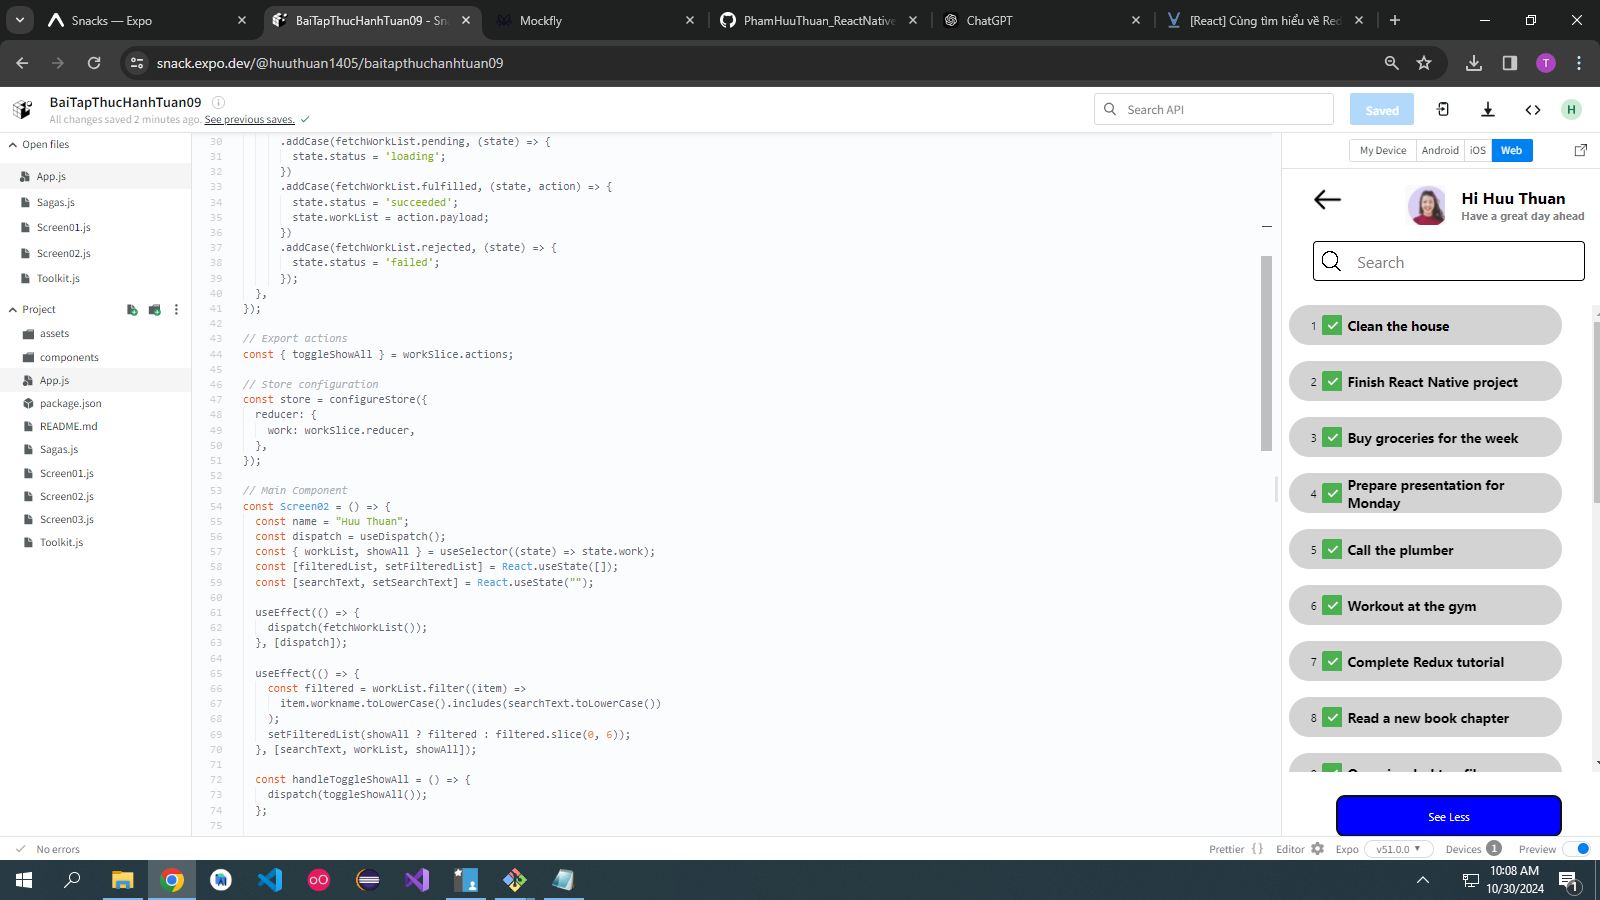 Snacks — Expo
BaiTapThucHanhTuan09 - Sna
Mockfly
PhamHuuThuan_ReactNative
ChatGPT
[React] Cùng tìm hiểu về Red
snack.expo.dev/@huuthuan1405/baitapthuchanhtuan09
T
BaiTapThucHanhTuan09
All changes saved 2 minutes ago. See previous saves.
Search API
Saved
H
Open files
App.js
Sagas.js
Screen01.js
Screen02.js
Toolkit.js
Project
assets
components
App.js
package.json
README.md
Sagas.js
Screen01.js
Screen02.js
Screen03.js
Toolkit.js
30 .addCase(fetchWorkList.pending, (state) => {
31 state.status = 'loading';
32 })
33 .addCase(fetchWorkList.fulfilled, (state, action) => {
34 state.status = 'succeeded';
35 state.workList = action.payload;
36 })
37 .addCase(fetchWorkList.rejected, (state) => {
38 state.status = 'failed';
39 });
40 },
41 });
42
43 // Export actions
44 const { toggleShowAll } = workSlice.actions;
45
46 // Store configuration
47 const store = configureStore({
48 reducer: {
49 work: workSlice.reducer,
50 },
51 });
52
53 // Main Component
54 const Screen02 = () => {
55 const name = "Huu Thuan";
56 const dispatch = useDispatch();
57 const { workList, showAll } = useSelector((state) => state.work);
58 const [filteredList, setFilteredList] = React.useState([]);
59 const [searchText, setSearchText] = React.useState("");
60
61 useEffect(() => {
62 dispatch(fetchWorkList());
63 }, [dispatch]);
64
65 useEffect(() => {
66 const filtered = workList.filter((item) =>
67 item.workname.toLowerCase().includes(searchText.toLowerCase())
68 );
69 setFilteredList(showAll ? filtered : filtered.slice(0, 6));
70 }, [searchText, workList, showAll]);
71
72 const handleToggleShowAll = () => {
73 dispatch(toggleShowAll());
74 };
75
My Device
Android
iOS
Web
Hi Huu Thuan
Have a great day ahead
Search
1 Clean the house
2 Finish React Native project
3 Buy groceries for the week
4 Prepare presentation for
Monday
5 Call the plumber
6 Workout at the gym
7 Complete Redux tutorial
8 Read a new book chapter
See Less
No errors
Prettier {}
Editor
Expo
v51.0.0
Devices 1
Preview
10:08 AM
10/30/2024
1